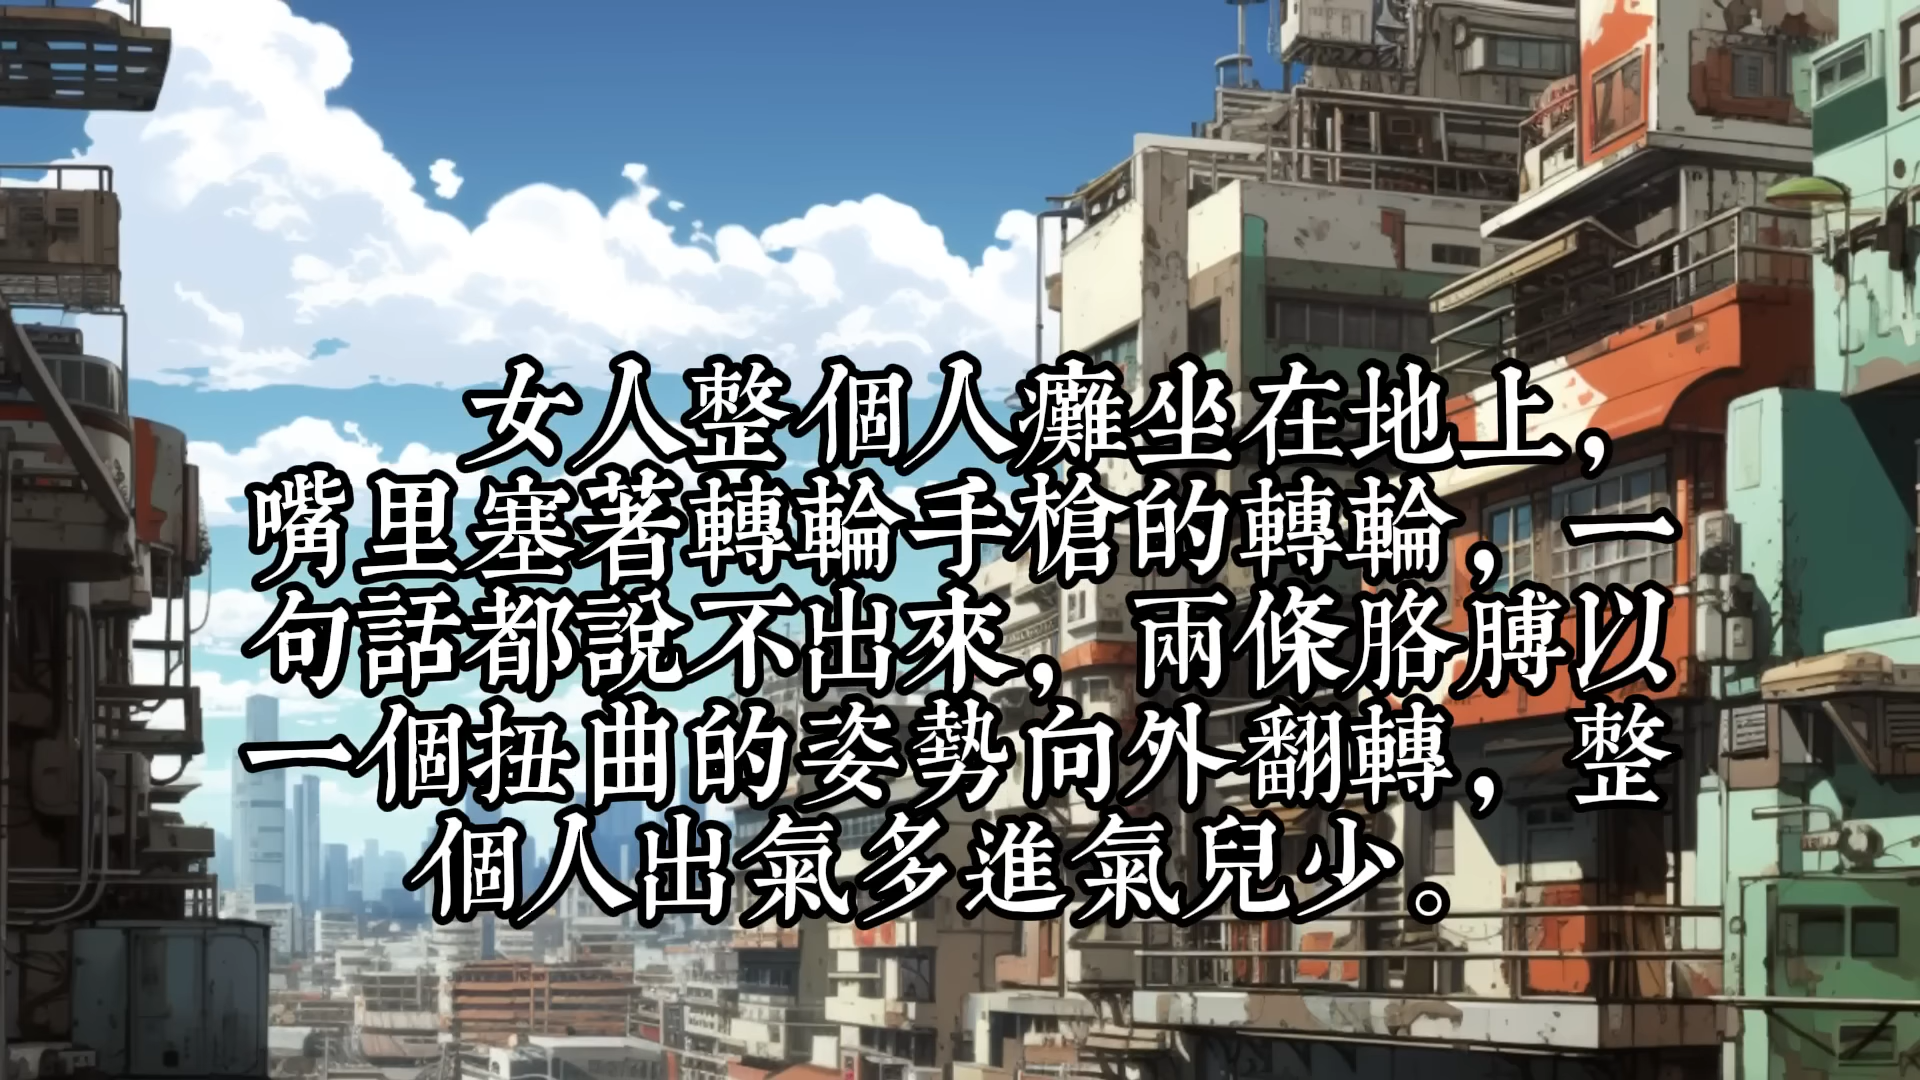 女人整個人癱坐在地上，
嘴里塞著轉輪手槍的轉輪，一
句話都說不出來，兩條胳膊以
一個扭曲的姿勢向外翻轉，整
個人出氣多進氣兒少。